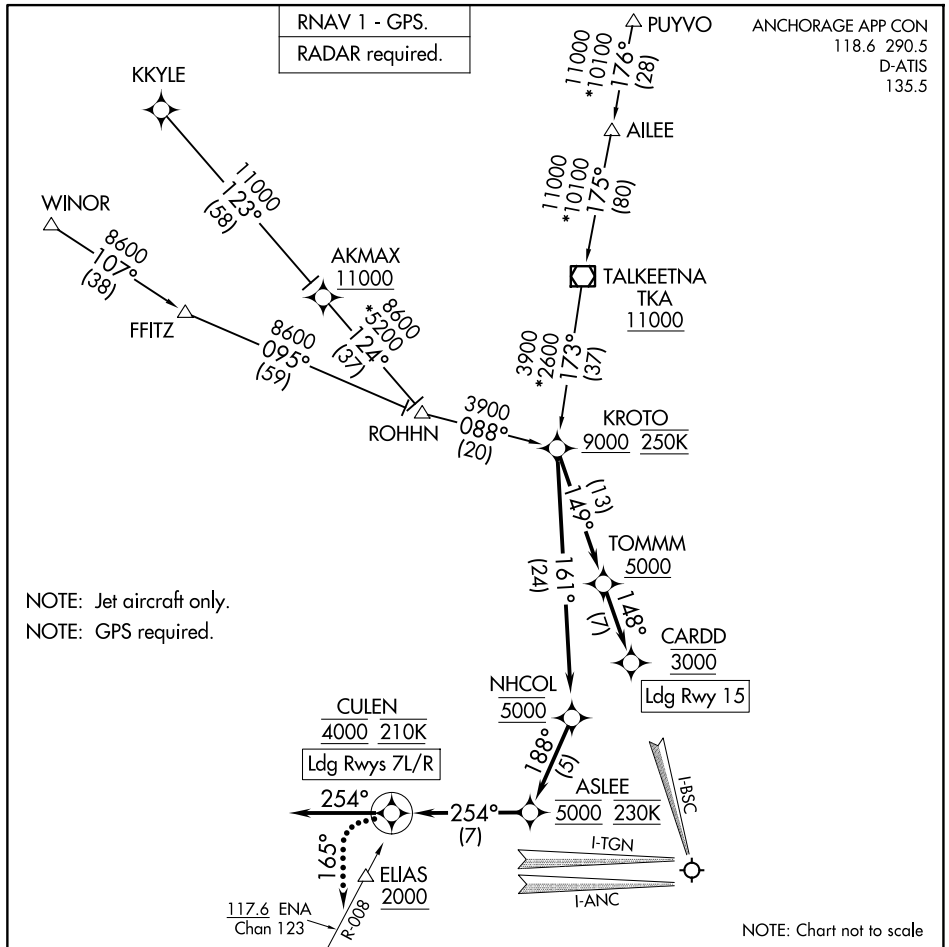 RNAV 1 - GPS.
RADAR required.
ANCHORAGE APP CON
118.6 290.5
D-ATIS
135.5
PUYVO
11000
*10100
176°
(28)
AILEE
11000
*10100
175°
(80)
TALKEETNA
TKA
11000
3900
*2600
173°
(37)
KKYLE
11000
123°
(58)
AKMAX
11000
8600
*5200
124°
(37)
WINOR
8600
107°
(38)
FFITZ
8600
095°
(59)
ROHHN
3900
088°
(20)
KROTO
9000 250K
(13)
149°
TOMMM
5000
148°
(7)
CARDD
3000
Ldg Rwy 15
161°
(24)
NOTE: Jet aircraft only.
NOTE: GPS required.
NHCOL
5000
188°
(5)
ASLEE
5000 230K
254°
(7)
CULEN
4000 210K
Ldg Rwys 7L/R
254°
165°
ELIAS
2000
R-008
117.6 ENA
Chan 123
I-BSC
I-TGN
I-ANC
NOTE: Chart not to scale